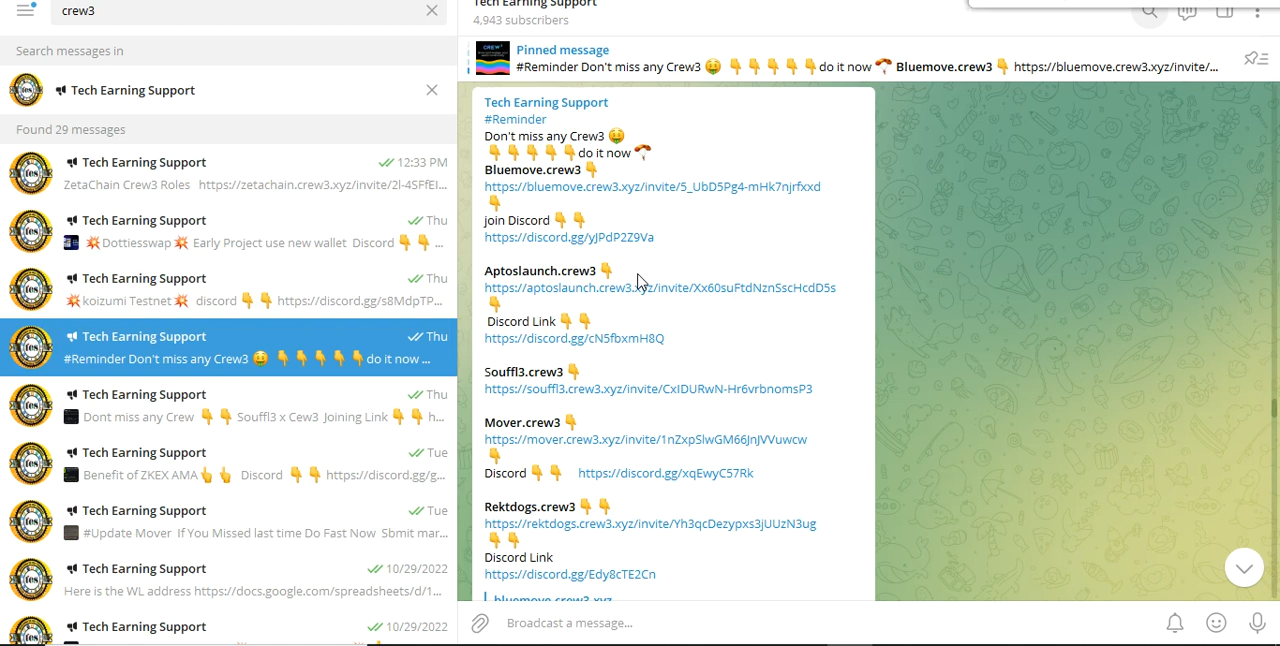 crew3
Search messages in
Tech Earning Support
Found 29 messages
Tech Earning Support 12:33 PM
ZetaChain Crew3 Roles https://zetachain.crew3.xyz/invite/2l-4SFfEI...
Tech Earning Support Thu
💥Dottiesswap💥 Early Project use new wallet Discord 👇 👇 ...
Tech Earning Support Thu
💥koizumi Testnet💥 discord 👇 👇 https://discord.gg/s8MdpTP...
Tech Earning Support Thu
#Reminder Don't miss any Crew3 🤑 👇 👇 👇 👇 👇 do it now ...
Tech Earning Support Thu
Dont miss any Crew 👇 👇 Souffl3 x Cew3 Joining Link 👇 👇 h...
Tech Earning Support Tue
Benefit of ZKEX AMA👆 👆 Discord 👇 👇 https://discord.gg/g...
Tech Earning Support Tue
#Update Mover If You Missed last time Do Fast Now Sbmit mar...
Tech Earning Support 10/29/2022
Here is the WL address https://docs.google.com/spreadsheets/d/1...
Tech Earning Support 10/29/2022
Tech Earning Support
4,943 subscribers
CREW³
Pinned message
#Reminder Don't miss any Crew3 🤑 👇 👇 👇 👇 👇do it now 🪂 Bluemove.crew3 👇 https://bluemove.crew3.xyz/invite/...
Tech Earning Support
#Reminder
Don't miss any Crew3 🤑
👇 👇 👇 👇 👇do it now 🪂
Bluemove.crew3 👇
https://bluemove.crew3.xyz/invite/5_UbD5Pg4-mHk7njrfxxd
👇
join Discord 👇 👇
https://discord.gg/yJPdP2Z9Va
Aptoslaunch.crew3 👇
https://aptoslaunch.crew3.xyz/invite/Xx60suFtdNznSscHcdD5s
👇
Discord Link 👇 👇
https://discord.gg/cN5fbxmH8Q
Souffl3.crew3 👇
https://souffl3.crew3.xyz/invite/CxIDURwN-Hr6vrbnomsP3
Mover.crew3 👇
https://mover.crew3.xyz/invite/1nZxpSlwGM66JnJVVuwcw
👇
Discord 👇 👇 https://discord.gg/xqEwyC57Rk
Rektdogs.crew3 👇 👇
https://rektdogs.crew3.xyz/invite/Yh3qcDezypxs3jUUzN3ug
👇 👇
Discord Link
https://discord.gg/Edy8cTE2Cn
bluemove.crew3.xyz
Broadcast a message...